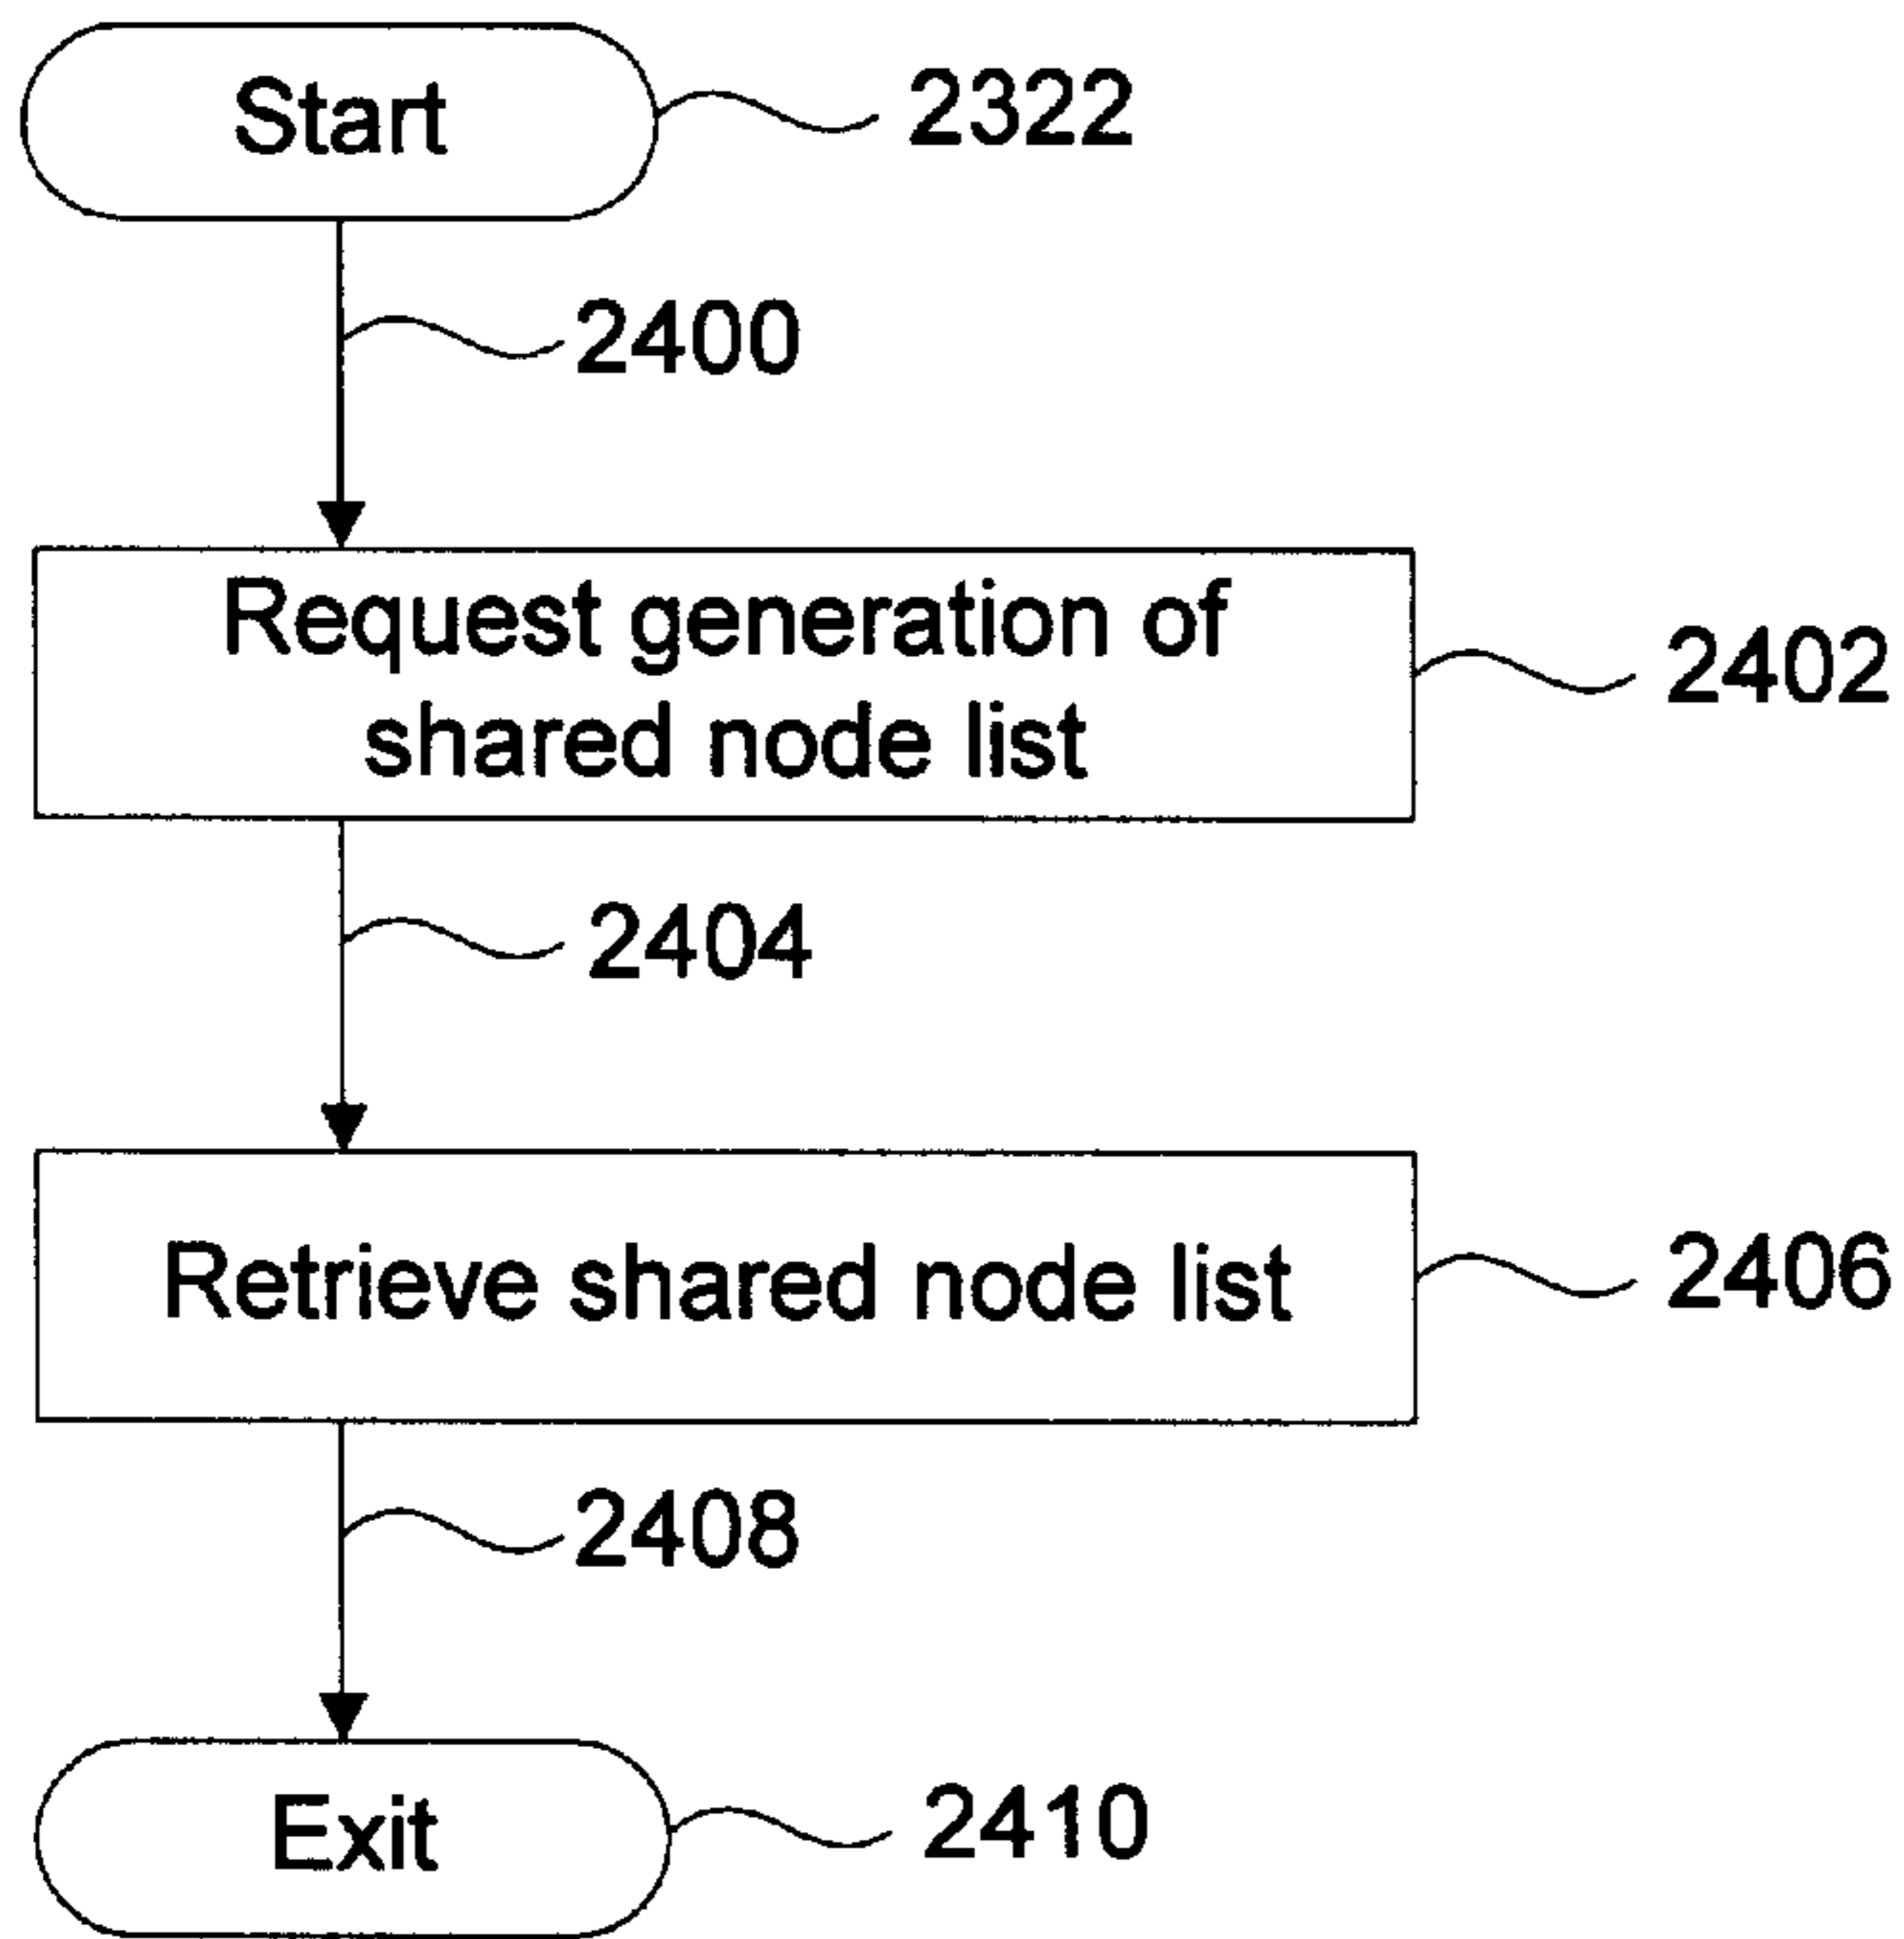 Start
2322
2400
Request generation of
shared node list
2402
2404
Retrieve shared node list
2406
2408
Exit
2410